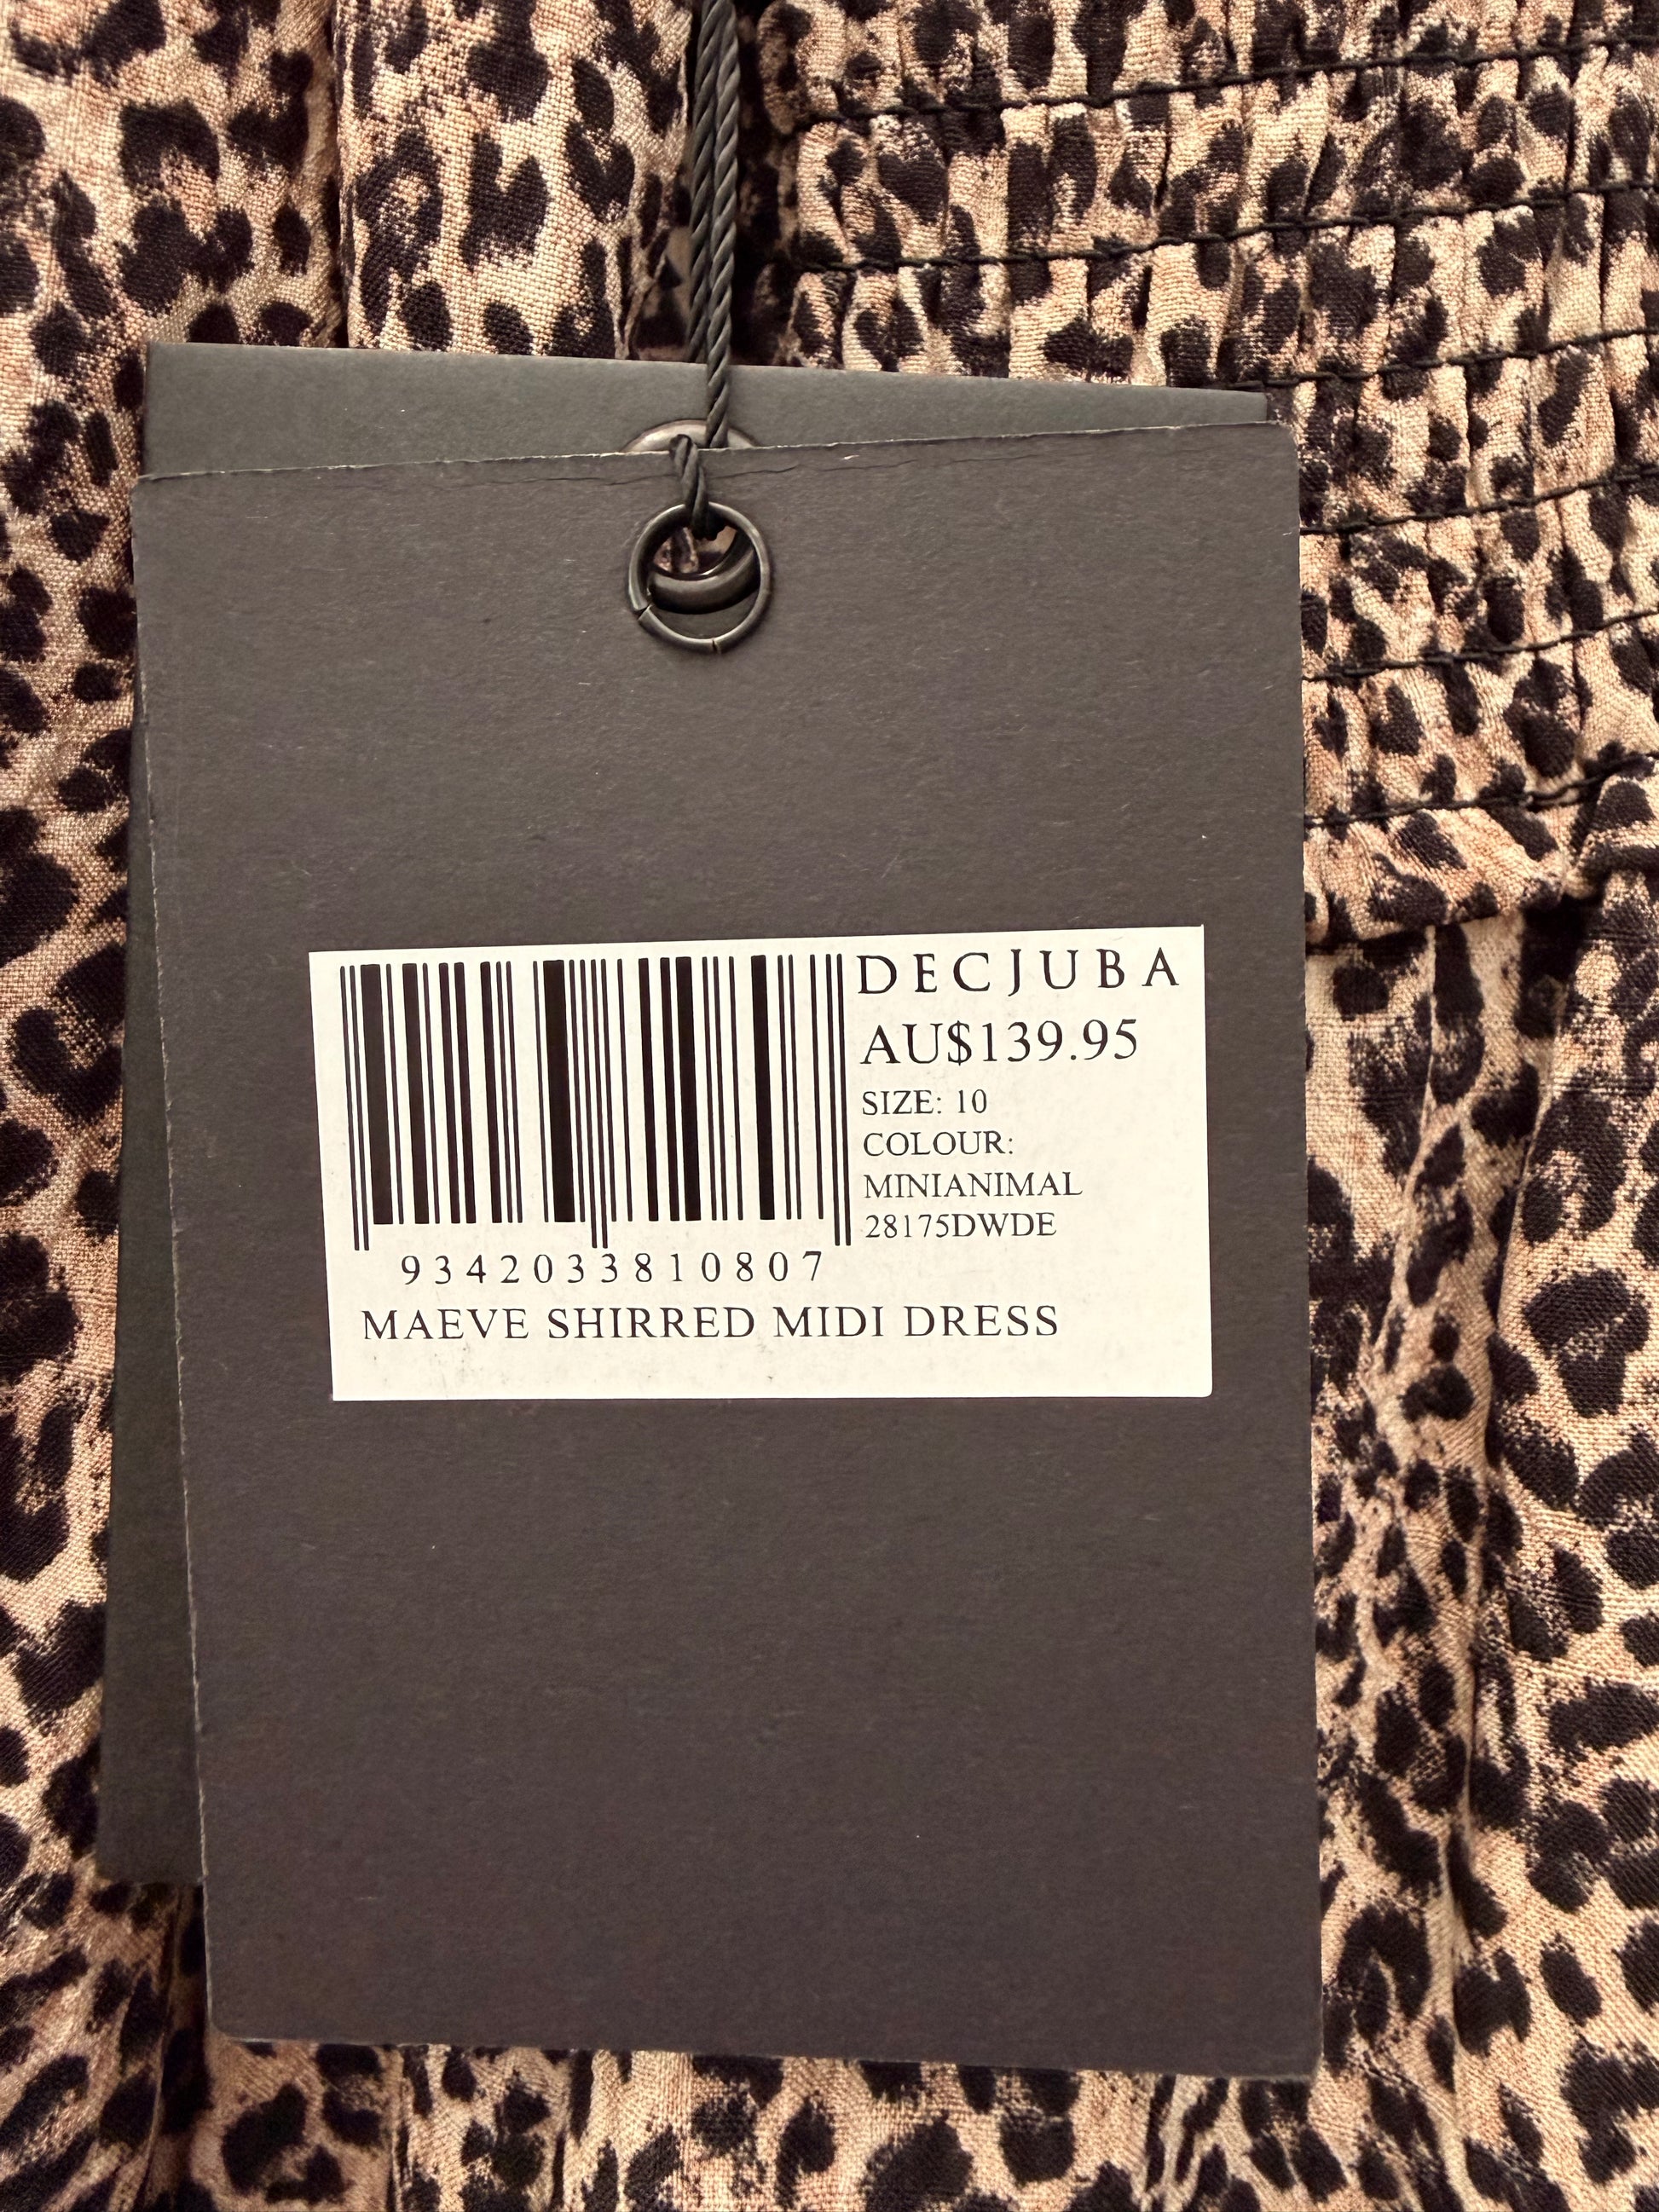 DECJUBA
AU$139.95
SIZE: 10
COLOUR:
MINIANIMAL
28175DWDE
9342033810807
MAEVE SHIRRED MIDI DRESS